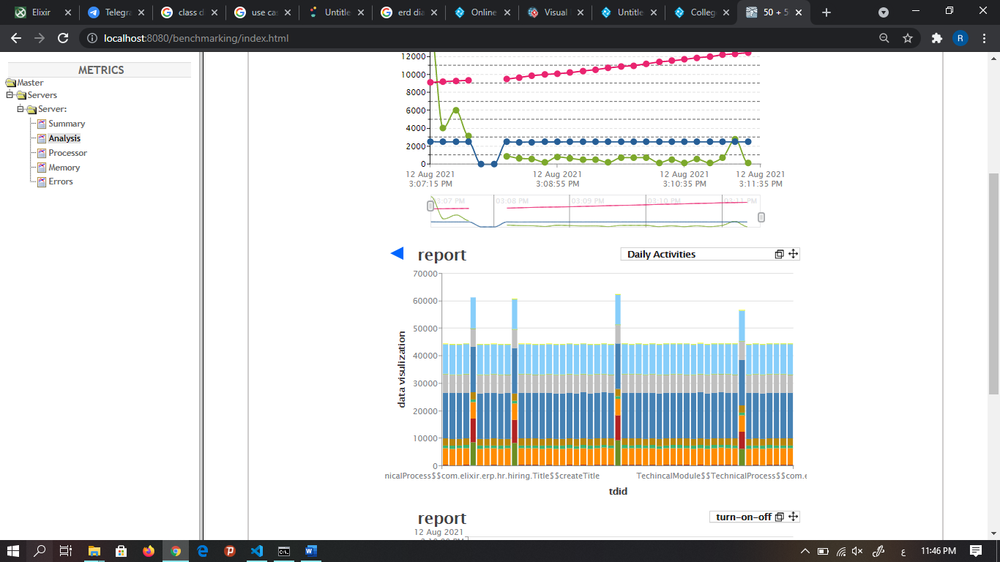 Elixir
Telegra
class d
use cas
Untitle
erd dia
Online
Visual
Untitle
Colleg
50 + 5
localhost:8080/benchmarking/index.html
R
METRICS
Master
Servers
Server:
Summary
Analysis
Processor
Memory
Errors
12000
10000
8000
6000
4000
2000
0
12 Aug 2021 12 Aug 2021 12 Aug 2021 12 Aug 2021
3:07:15 PM 3:08:55 PM 3:10:35 PM 3:11:35 PM
03:07 PM 03:08 PM 03:09 PM 03:10 PM 03:11 PM
report
Daily Activities
70000
60000
50000
40000
30000
20000
10000
0
data visulization
nicalProcess$$com.elixir.erp.hr.hiring.Title$$createTitle
TechincalModule$$TechnicalProcess$$com.e
tdid
report
turn-on-off
12 Aug 2021
ع
11:46 PM